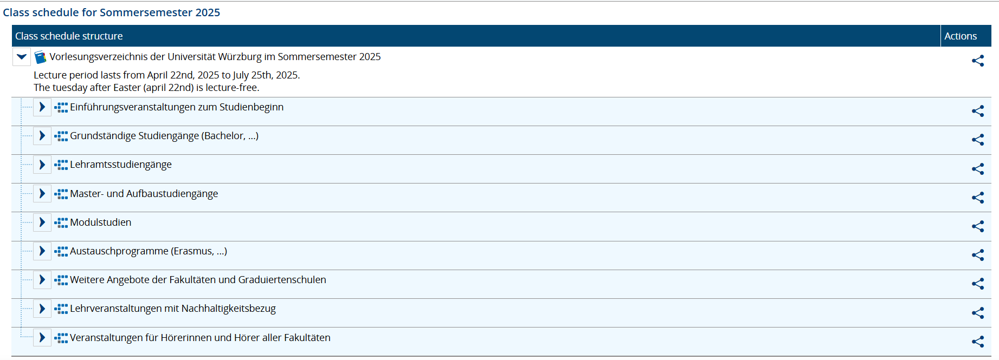 Class schedule for Sommersemester 2025
Class schedule structure
Actions
Vorlesungsverzeichnis der Universität Würzburg im Sommersemester 2025
Lecture period lasts from April 22nd, 2025 to July 25th, 2025.
The tuesday after Easter (april 22nd) is lecture-free.
Einführungsveranstaltungen zum Studienbeginn
Grundständige Studiengänge (Bachelor, ...)
Lehramtsstudiengänge
Master- und Aufbaustudiengänge
Modulstudien
Austauschprogramme (Erasmus, ...)
Weitere Angebote der Fakultäten und Graduiertenschulen
Lehrveranstaltungen mit Nachhaltigkeitsbezug
Veranstaltungen für Hörerinnen und Hörer aller Fakultäten